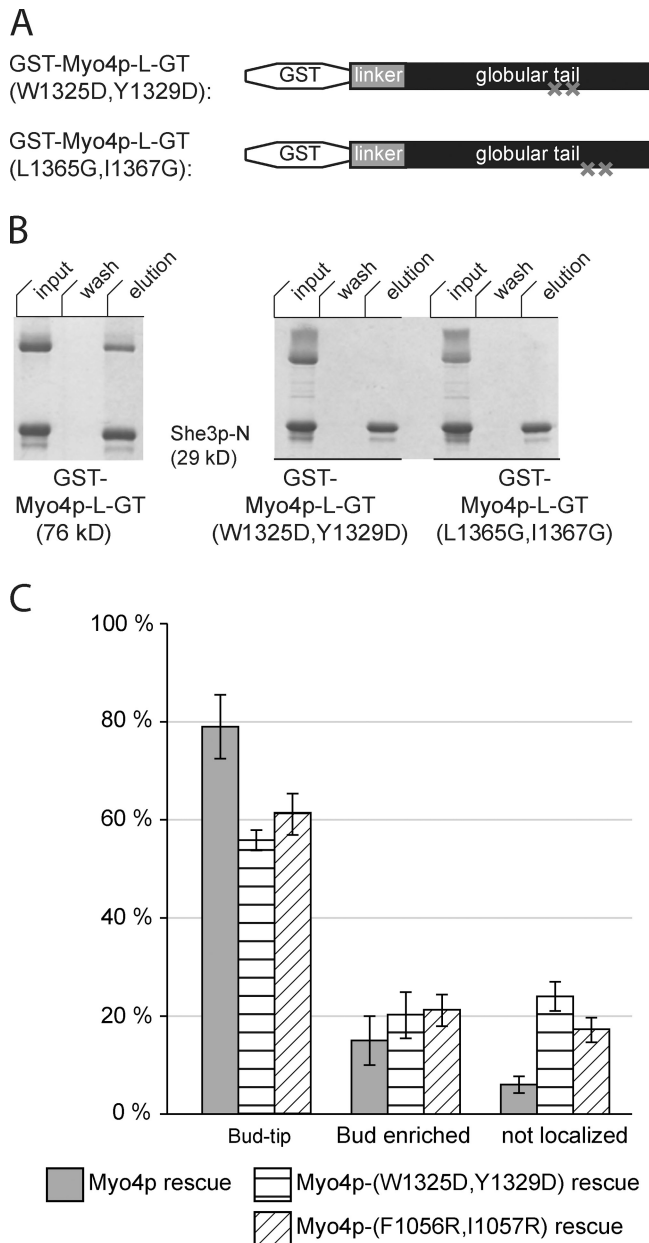 A
GST-Myo4p-L-GT
(W1325D,Y1329D):
GST
linker
globular tail
GST-Myo4p-L-GT
(L1365G,I1367G):
GST
linker
globular tail
B
input
wash
elution
input
wash
elution
input
wash
elution
She3p-N
(29 kD)
GST-
Myo4p-L-GT
(76 kD)
GST-
Myo4p-L-GT
(W1325D,Y1329D)
GST-
Myo4p-L-GT
(L1365G,I1367G)
C
100 %
80 %
60 %
40 %
20 %
0 %
Bud-tip
Bud enriched
not localized
Myo4p rescue
Myo4p-(W1325D,Y1329D) rescue
Myo4p-(F1056R,I1057R) rescue